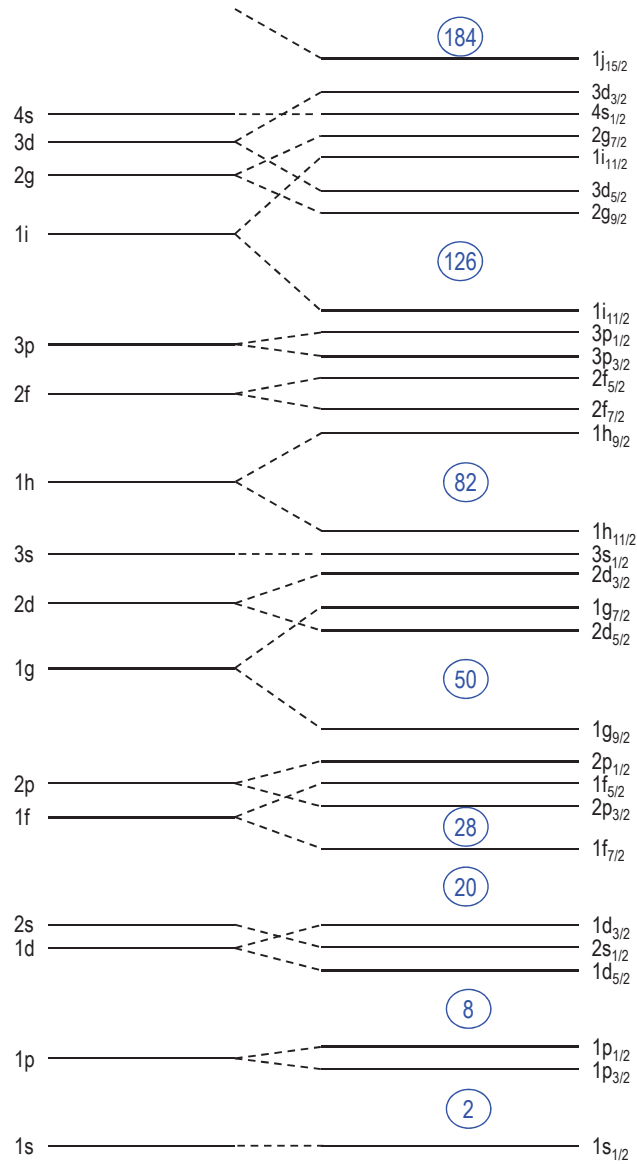 184
1j15/2
3d3/2
4s 4s1/2
2g7/2
3d
1i11/2
2g 3d5/2
2g9/2
1i
126
1i11/2
3p1/2
3p
3p3/2
2f5/2
2f
2f7/2
1h9/2
1h 82
1h11/2
3s 3s1/2
2d3/2
2d 1g7/2
2d5/2
1g 50
1g9/2
2p1/2
2p 1f5/2
2p3/2
1f
28
1f7/2
20
2s 1d3/2
1d 2s1/2
1d5/2
8
1p1/2
1p
1p3/2
2
1s 1s1/2